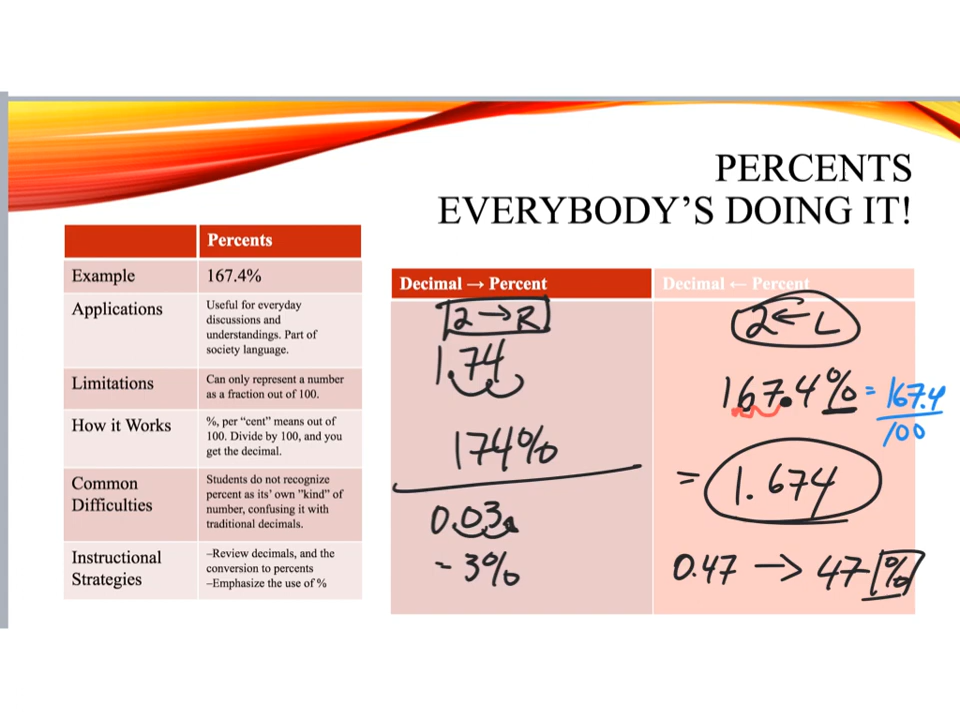 PERCENTS
EVERYBODY'S DOING IT!
Percents
Example
167.4%
Applications
Useful for everyday
discussions and
understandings. Part of
society language.
Limitations
Can only represent a number
as a fraction out of 100.
How it Works
%, per "cent" means out of
100. Divide by 100, and you
get the decimal.
Common
Difficulties
Students do not recognize
percent as its' own "kind" of
number, confusing it with
traditional decimals.
Instructional
Strategies
–Review decimals, and the
conversion to percents
–Emphasize the use of %
Decimal → Percent
2 → R
1.74
174%
0.03.
- 3%
Decimal ← Percent
2 ← L
167.4% = 167.4/100
= 1.674
0.47 → 47%